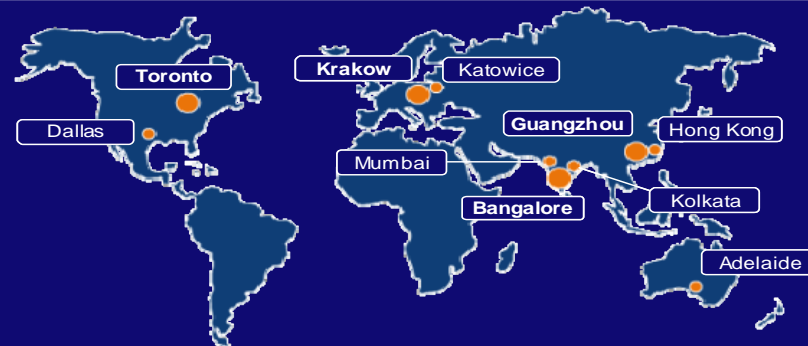 Toronto
Krakow
Katowice
Dallas
Guangzhou
Hong Kong
Mumbai
Bangalore
Kolkata
Adelaide